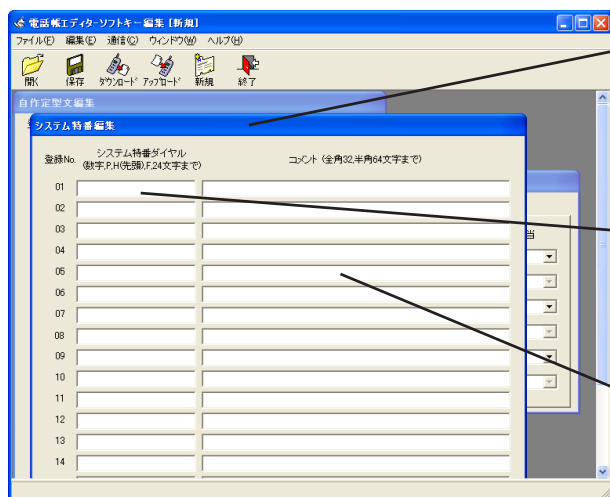 電話帳エディターソフトキー編集 [新規]
ファイル(F) 編集(E) 通信(C) ウィンドウ(W) ヘルプ(H)
開く 保存 ダウンロード アップロード 新規 終了
自作定型文編集
システム特番編集
登録No. システム特番ダイヤル コメント (全角32,半角64文字まで)
(数字,P,H(先頭),F,24文字まで)
01
02
03
当
04
05
06
07
08
09
10
11
12
13
14